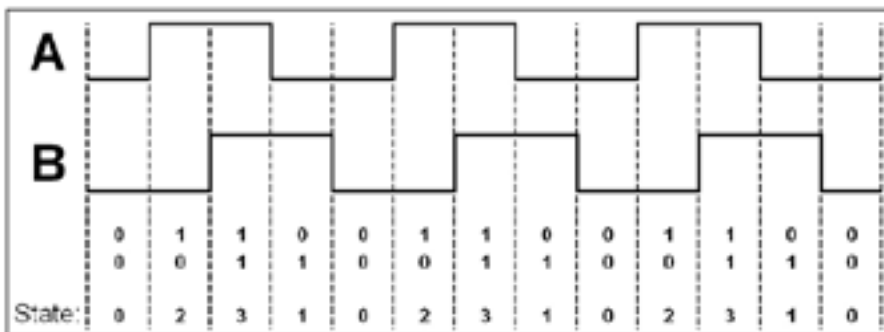 A
B
0 1 1 0 0 1 1 0 0 1 1 0 0
0 0 1 1 0 0 1 1 0 0 1 1 0
State: 0 2 3 1 0 2 3 1 0 2 3 1 0